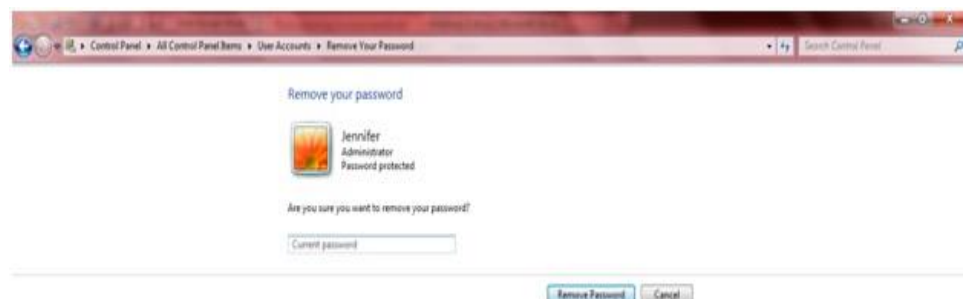 Control Panel ▸ All Control Panel Items ▸ User Accounts ▸ Remove Your Password
Search Control Panel
Remove your password
Jennifer
Administrator
Password protected
Are you sure you want to remove your password?
Current password
Remove Password
Cancel